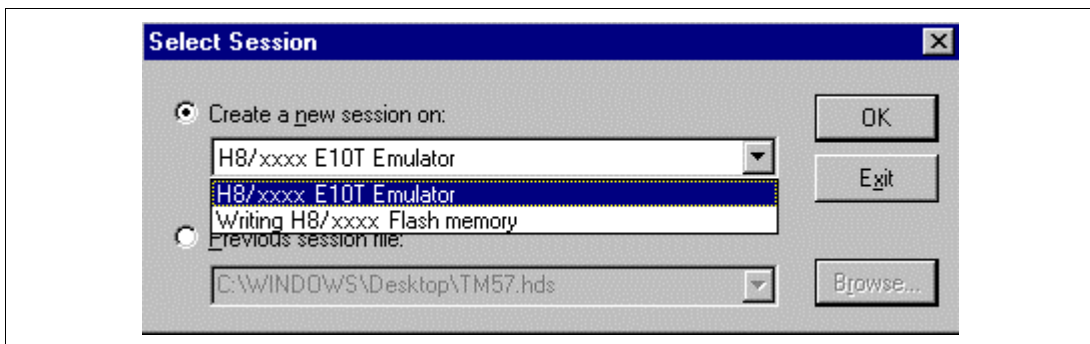 Select Session
Create a new session on:
OK
H8/xxxx E10T Emulator
Exit
H8/xxxx E10T Emulator
Writing H8/xxxx Flash memory
Previous session file:
C:\WINDOWS\Desktop\TM57.hds
Browse...